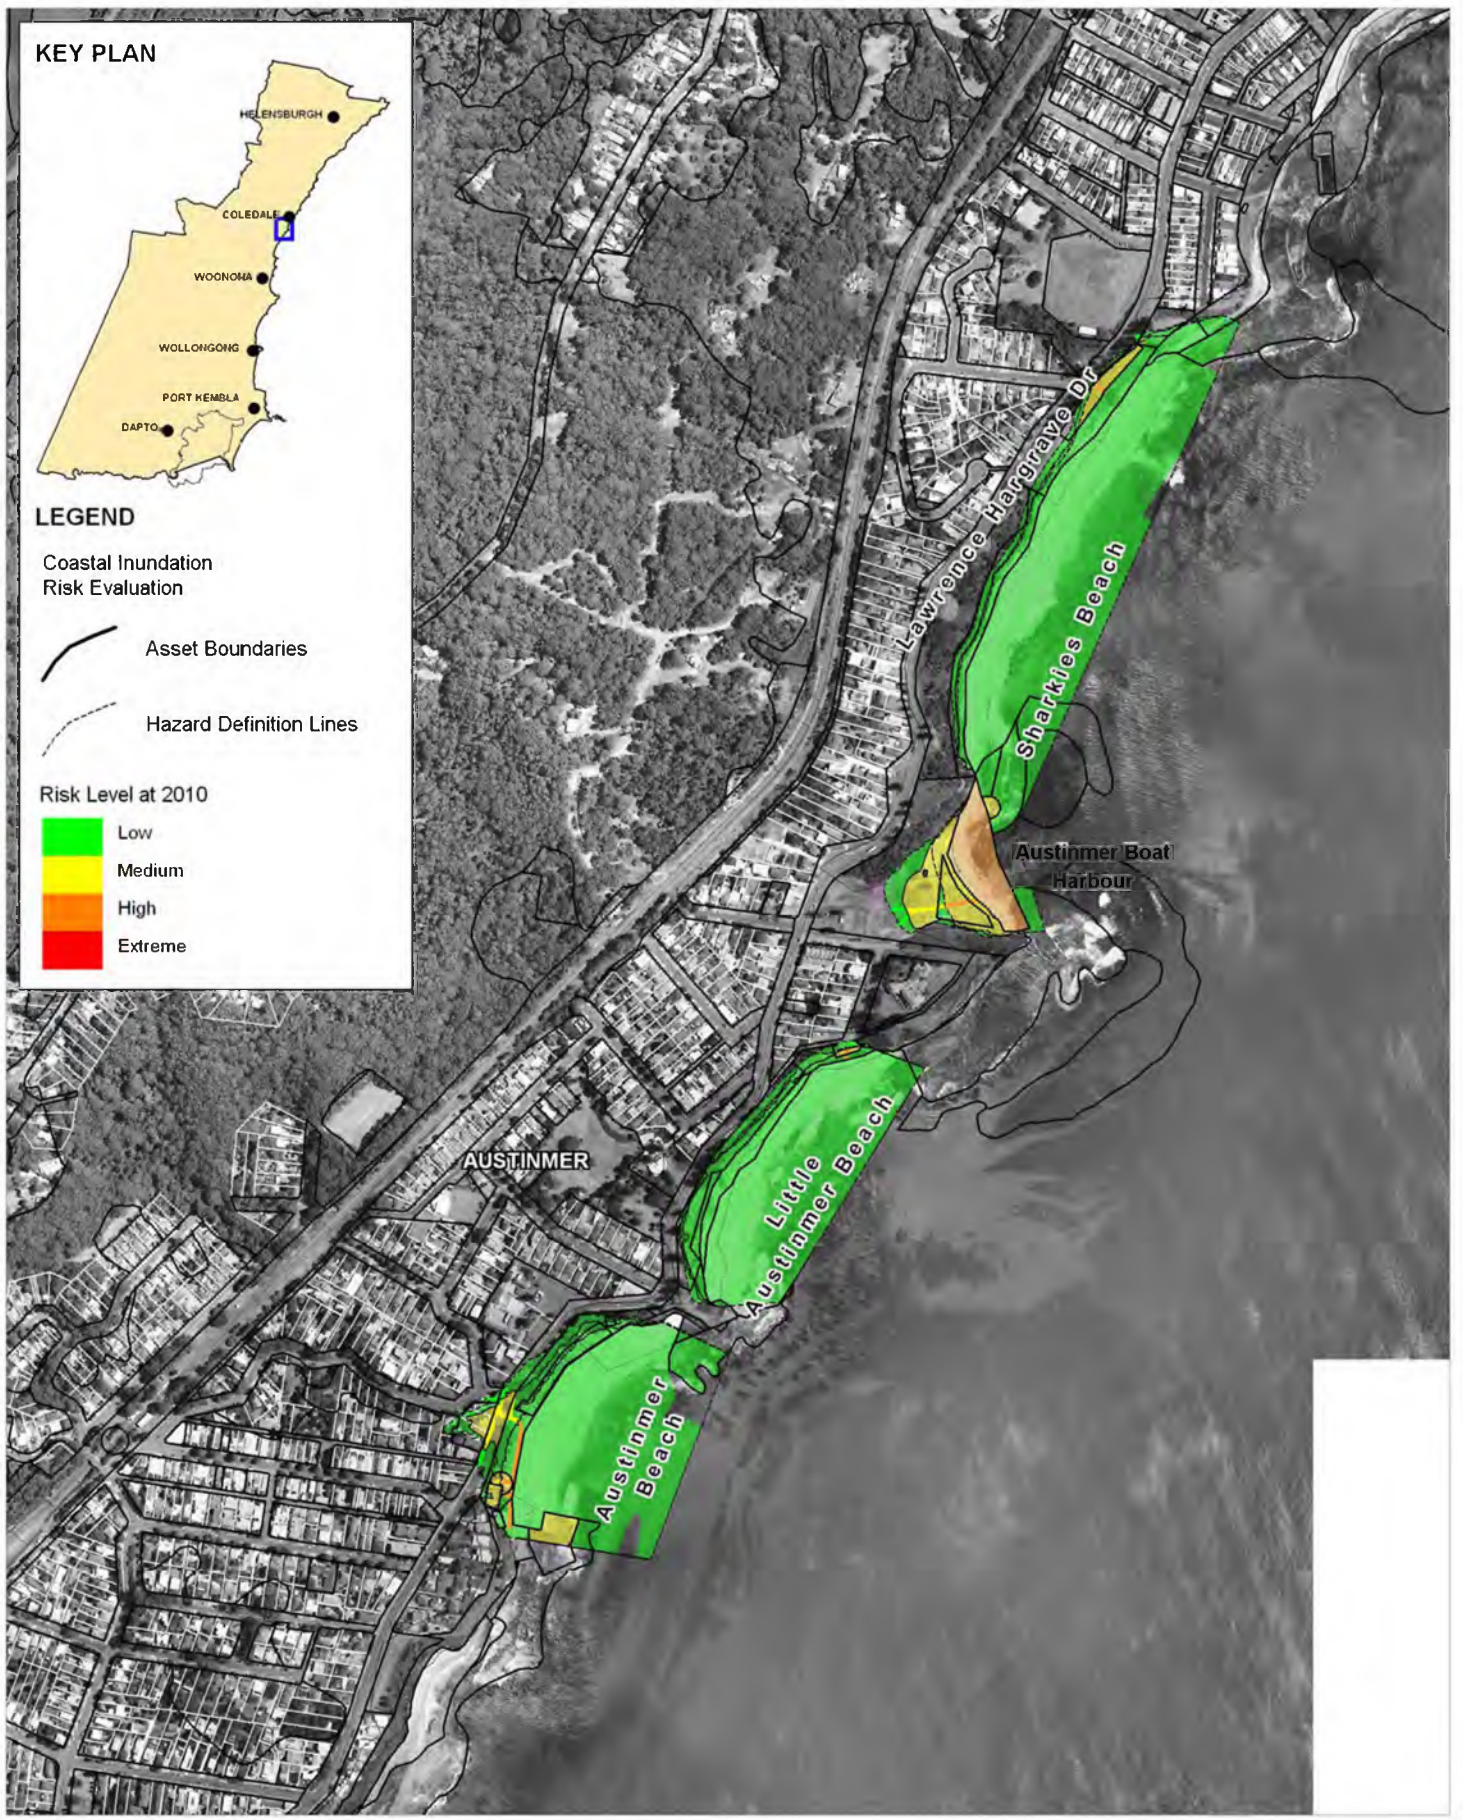 KEY PLAN
HELENSBURGH
COLEDALE
WOONONA
WOLLONGONG
PORT KEMBLA
DAPTO
LEGEND
Coastal Inundation
Risk Evaluation
Asset Boundaries
Hazard Definition Lines
Risk Level at 2010
Low
Medium
High
Extreme
Lawrence Hargrave Dr
Sharkies Beach
Austinmer Boat
Harbour
AUSTINMER
Little
Austinmer Beach
Austinmer
Beach